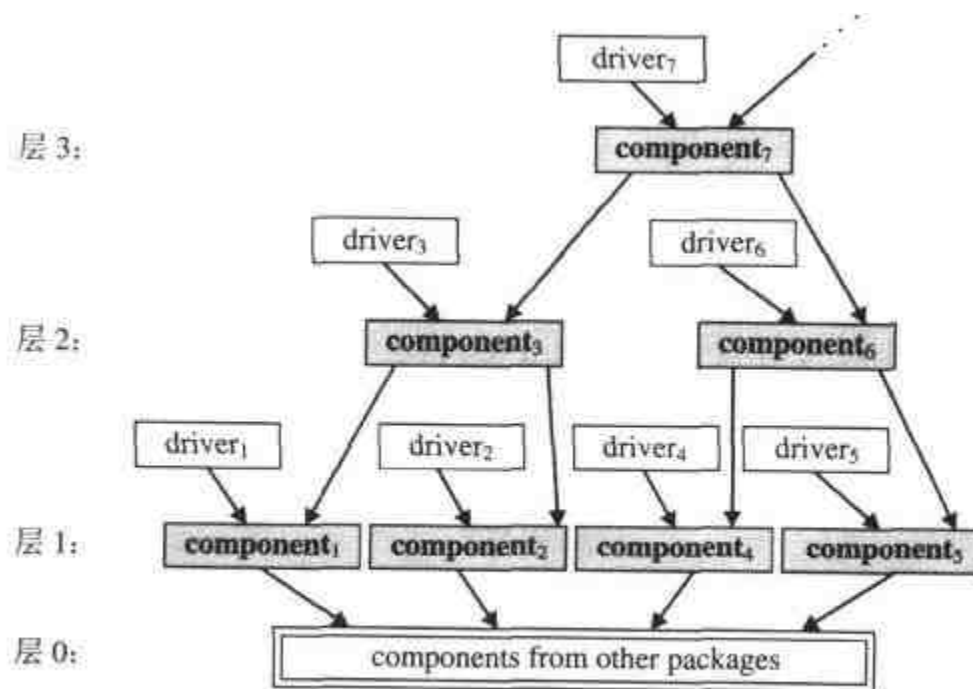 driver₇
层 3:
component₇
driver₃
driver₆
层 2:
component₃
component₆
driver₁
driver₂
driver₄
driver₅
层 1:
component₁
component₂
component₄
component₅
层 0:
components from other packages